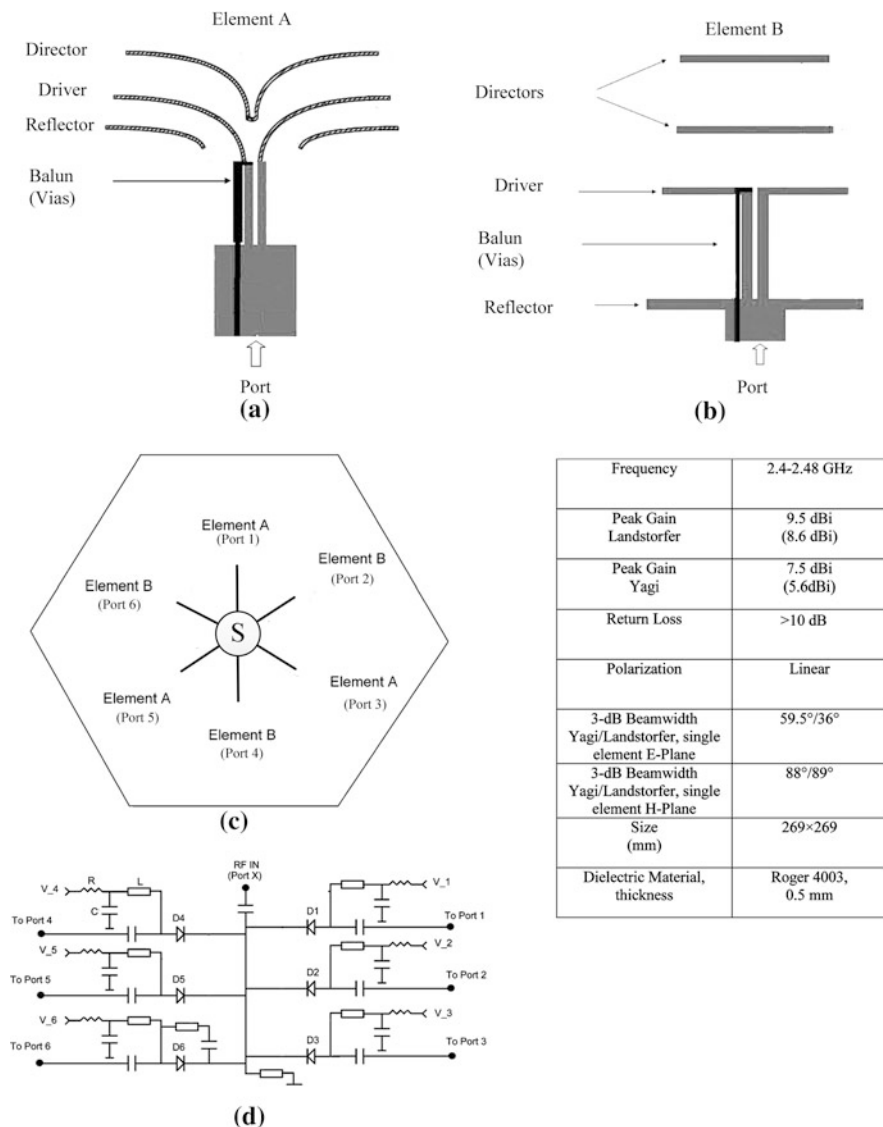 Element A
Director
Driver
Reflector
Balun
(Vias)
Port
(a)
Element B
Directors
Driver
Balun
(Vias)
Reflector
Port
(b)
Element A
(Port 1)
Element B
(Port 2)
Element B
(Port 6)
S
Element A
(Port 5)
Element A
(Port 3)
Element B
(Port 4)
(c)
Frequency
2.4-2.48 GHz
Peak Gain
Landstorfer
9.5 dBi
(8.6 dBi)
Peak Gain
Yagi
7.5 dBi
(5.6dBi)
Return Loss
>10 dB
Polarization
Linear
3-dB Beamwidth
Yagi/Landstorfer, single
element E-Plane
59.5°/36°
3-dB Beamwidth
Yagi/Landstorfer, single
element H-Plane
88°/89°
Size
(mm)
269×269
Dielectric Material,
thickness
Roger 4003,
0.5 mm
RF IN
(Port X)
V_4
R
L
C
D4
To Port 4
V_5
D5
To Port 5
V_6
D6
To Port 6
V_1
D1
To Port 1
V_2
D2
To Port 2
V_3
D3
To Port 3
(d)